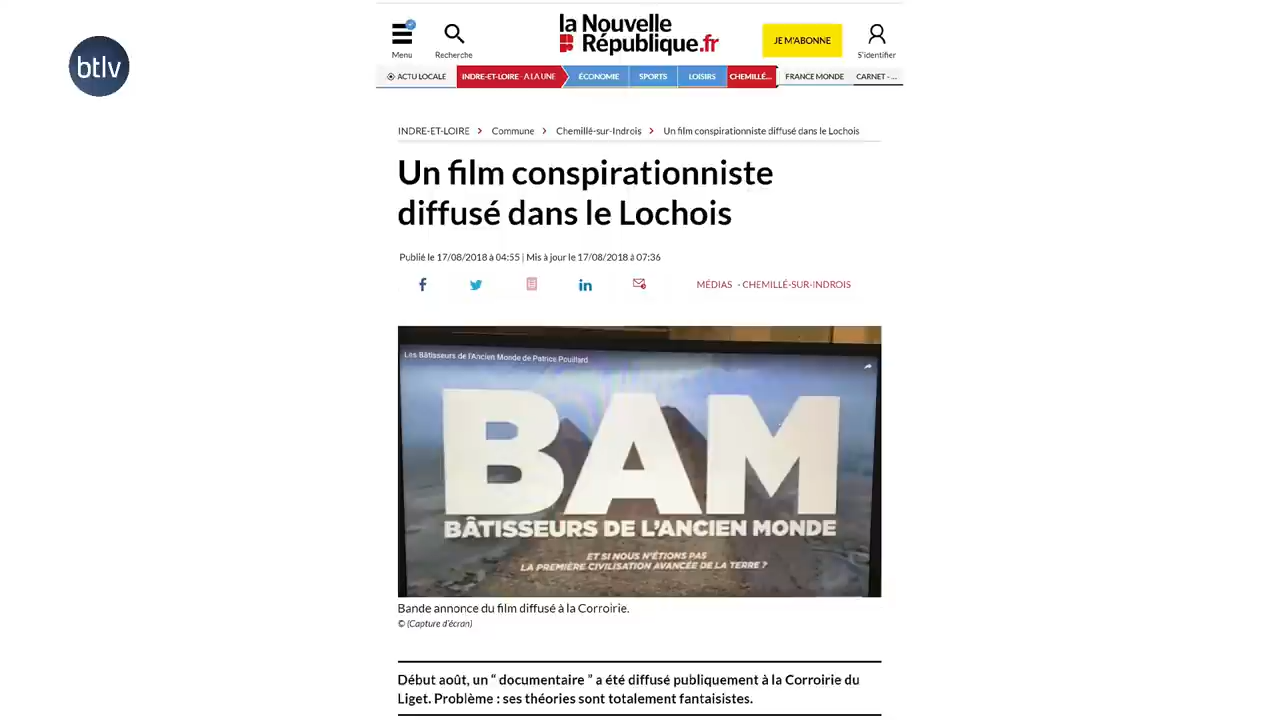 btlv
Menu
Recherche
la Nouvelle
République.fr
JE M'ABONNE
S'identifier
ACTU LOCALE
INDRE-ET-LOIRE - A LA UNE
ÉCONOMIE
SPORTS
LOISIRS
CHEMILLÉ...
FRANCE MONDE
CARNET - ...
INDRE-ET-LOIRE > Commune > Chemillé-sur-Indrois > Un film conspirationniste diffusé dans le Lochois
Un film conspirationniste
diffusé dans le Lochois
Publié le 17/08/2018 à 04:55 | Mis à jour le 17/08/2018 à 07:36
MÉDIAS - CHEMILLÉ-SUR-INDROIS
Les Bâtisseurs de l'Ancien Monde de Patrice Pouillard
BAM
BÂTISSEURS DE L'ANCIEN MONDE
ET SI NOUS N'ÉTIONS PAS
LA PREMIÈRE CIVILISATION AVANCÉE DE LA TERRE ?
Bande annonce du film diffusé à la Corroirie.
© (Capture d'écran)
Début août, un “ documentaire ” a été diffusé publiquement à la Corroirie du
Liget. Problème : ses théories sont totalement fantaisistes.